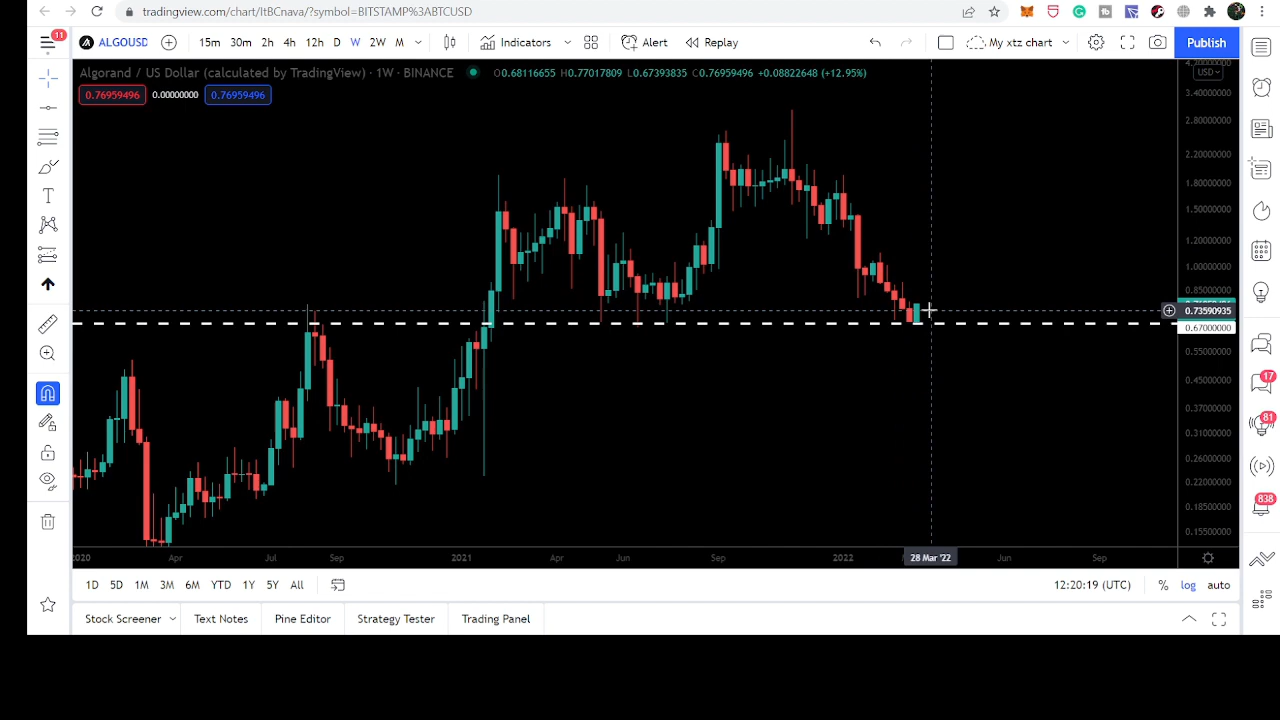 tradingview.com/chart/ItBCnava/?symbol=BITSTAMP%3ABTCUSD
11
ALGOUSD 15m 30m 2h 4h 12h D W 2W M Indicators Alert Replay My xtz chart Publish
Algorand / US Dollar (calculated by TradingView) · 1W · BINANCE O0.68116655 H0.77017809 L0.67393835 C0.76959496 +0.08822648 (+12.95%)
0.76959496 0.00000000 0.76959496
USD
4.20000000
3.40000000
2.80000000
2.20000000
1.80000000
1.50000000
1.20000000
1.00000000
0.85000000
0.73590935
0.67000000
0.55000000
0.45000000
0.37000000
0.31000000
0.26000000
0.22000000
0.18500000
0.15500000
17
81
838
2020 Apr Jul Sep 2021 Apr Jun Sep 2022 28 Mar '22 Jun Sep
1D 5D 1M 3M 6M YTD 1Y 5Y All 12:20:19 (UTC) % log auto
Stock Screener Text Notes Pine Editor Strategy Tester Trading Panel